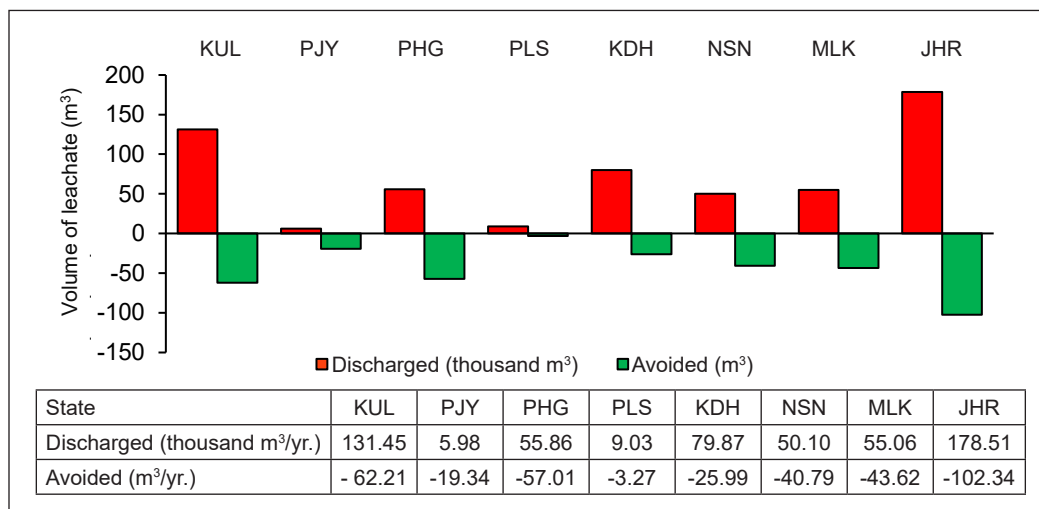 KUL PJY PHG PLS KDH NSN MLK JHR
Volume of leachate (m³)
200
150
100
50
0
-50
-100
-150
Discharged (thousand m³) Avoided (m³)
State KUL PJY PHG PLS KDH NSN MLK JHR
Discharged (thousand m³/yr.) 131.45 5.98 55.86 9.03 79.87 50.10 55.06 178.51
Avoided (m³/yr.) - 62.21 -19.34 -57.01 -3.27 -25.99 -40.79 -43.62 -102.34